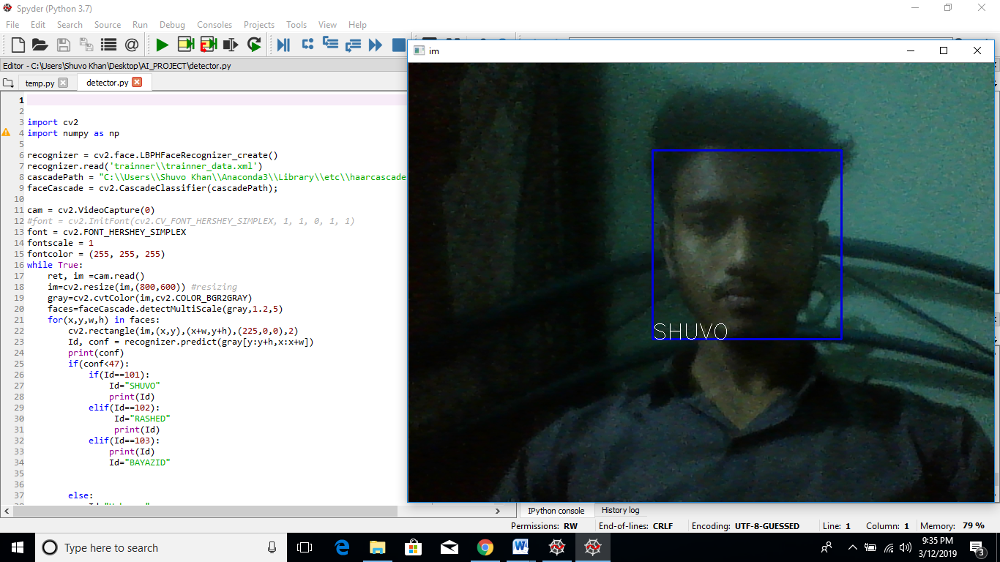 Spyder (Python 3.7)
File Edit Search Source Run Debug Consoles Projects Tools View Help
Editor - C:\Users\Shuvo Khan\Desktop\AI_PROJECT\detector.py
temp.py detector.py
im
1
2
3 import cv2
4 import numpy as np
5
6 recognizer = cv2.face.LBPHFaceRecognizer_create()
7 recognizer.read('trainner\\trainner_data.xml')
8 cascadePath = "C:\\Users\\Shuvo Khan\\Anaconda3\\Library\\etc\\haarcascade
9 faceCascade = cv2.CascadeClassifier(cascadePath);
10
11 cam = cv2.VideoCapture(0)
12 #font = cv2.InitFont(cv2.CV_FONT_HERSHEY_SIMPLEX, 1, 1, 0, 1, 1)
13 font = cv2.FONT_HERSHEY_SIMPLEX
14 fontscale = 1
15 fontcolor = (255, 255, 255)
16 while True:
17 ret, im =cam.read()
18 im=cv2.resize(im,(800,600)) #resizing
19 gray=cv2.cvtColor(im,cv2.COLOR_BGR2GRAY)
20 faces=faceCascade.detectMultiScale(gray,1.2,5)
21 for(x,y,w,h) in faces:
22 cv2.rectangle(im,(x,y),(x+w,y+h),(225,0,0),2)
23 Id, conf = recognizer.predict(gray[y:y+h,x:x+w])
24 print(conf)
25 if(conf<47):
26 if(Id==101):
27 Id="SHUVO"
28 print(Id)
29 elif(Id==102):
30 Id="RASHED"
31 print(Id)
32 elif(Id==103):
33 print(Id)
34 Id="BAYAZID"
35
36
37 else:
SHUVO
IPython console History log
Permissions: RW End-of-lines: CRLF Encoding: UTF-8-GUESSED Line: 1 Column: 1 Memory: 79 %
Type here to search
9:35 PM
3/12/2019
3